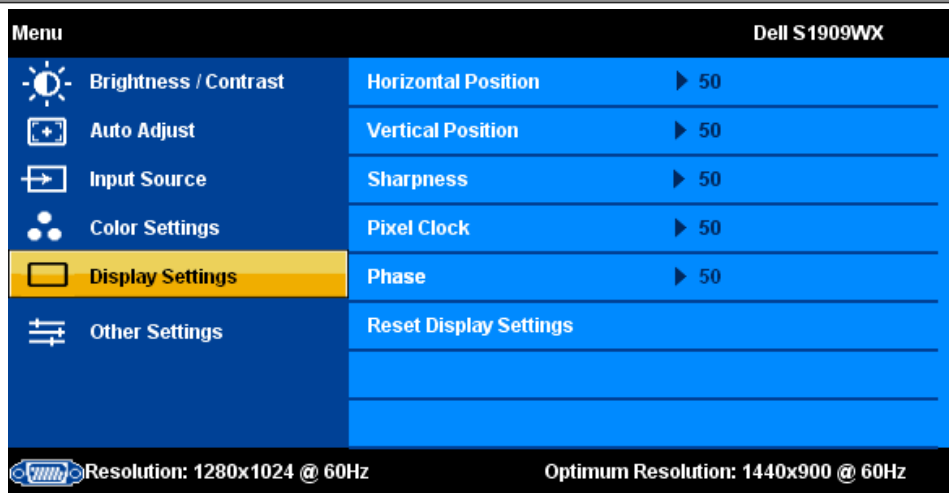 Menu Dell S1909WX
Brightness / Contrast Horizontal Position 50
Auto Adjust Vertical Position 50
Input Source Sharpness 50
Color Settings Pixel Clock 50
Display Settings Phase 50
Other Settings Reset Display Settings
Resolution: 1280x1024 @ 60Hz Optimum Resolution: 1440x900 @ 60Hz